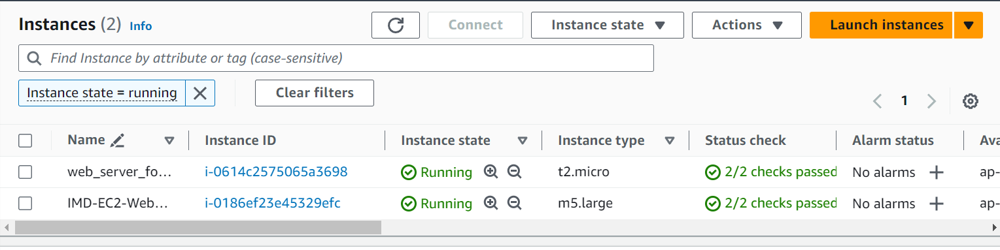 Instances (2) Info Connect Instance state Actions Launch instances
Find Instance by attribute or tag (case-sensitive)
Instance state = running Clear filters
1
Name Instance ID Instance state Instance type Status check Alarm status Ava
web_server_fo... i-0614c2575065a3698 Running t2.micro 2/2 checks passed No alarms ap-
IMD-EC2-Web... i-0186ef23e45329efc Running m5.large 2/2 checks passed No alarms ap-